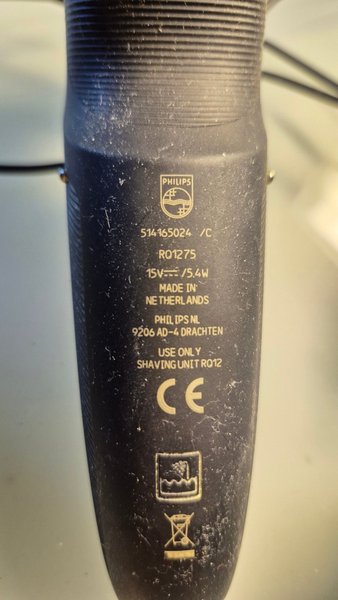 PHILIPS
514165024 /C
RQ1275
15V⎓/5.4W
MADE IN
NETHERLANDS
PHILIPS NL
9206 AD-4 DRACHTEN
USE ONLY
SHAVING UNIT RQ12
CE